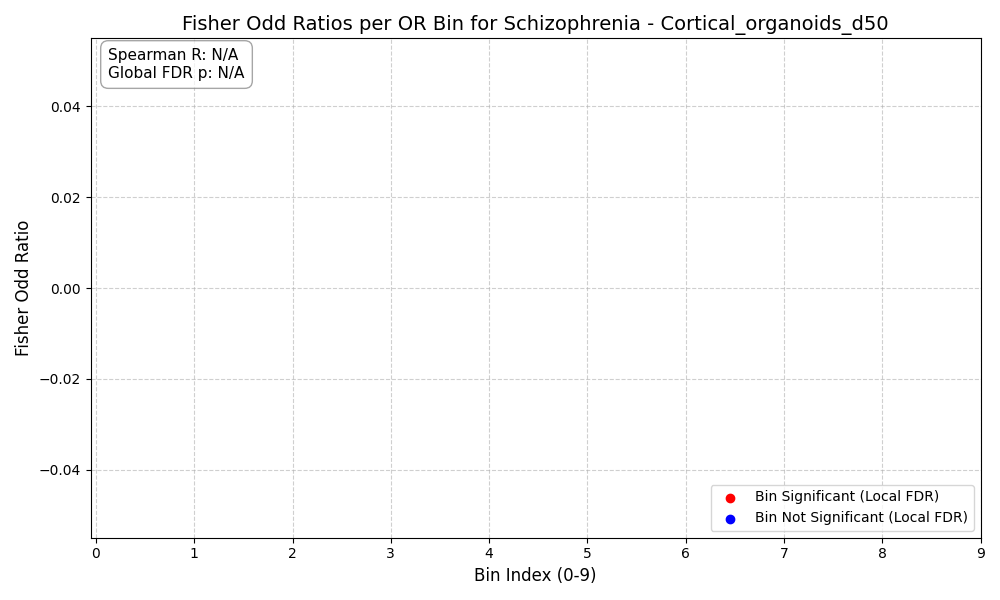 Fisher Odd Ratios per OR Bin for Schizophrenia - Cortical_organoids_d50
Spearman R: N/A
Global FDR p: N/A
0.04
0.02
0.00
−0.02
−0.04
Fisher Odd Ratio
Bin Significant (Local FDR)
Bin Not Significant (Local FDR)
0 1 2 3 4 5 6 7 8 9
Bin Index (0-9)